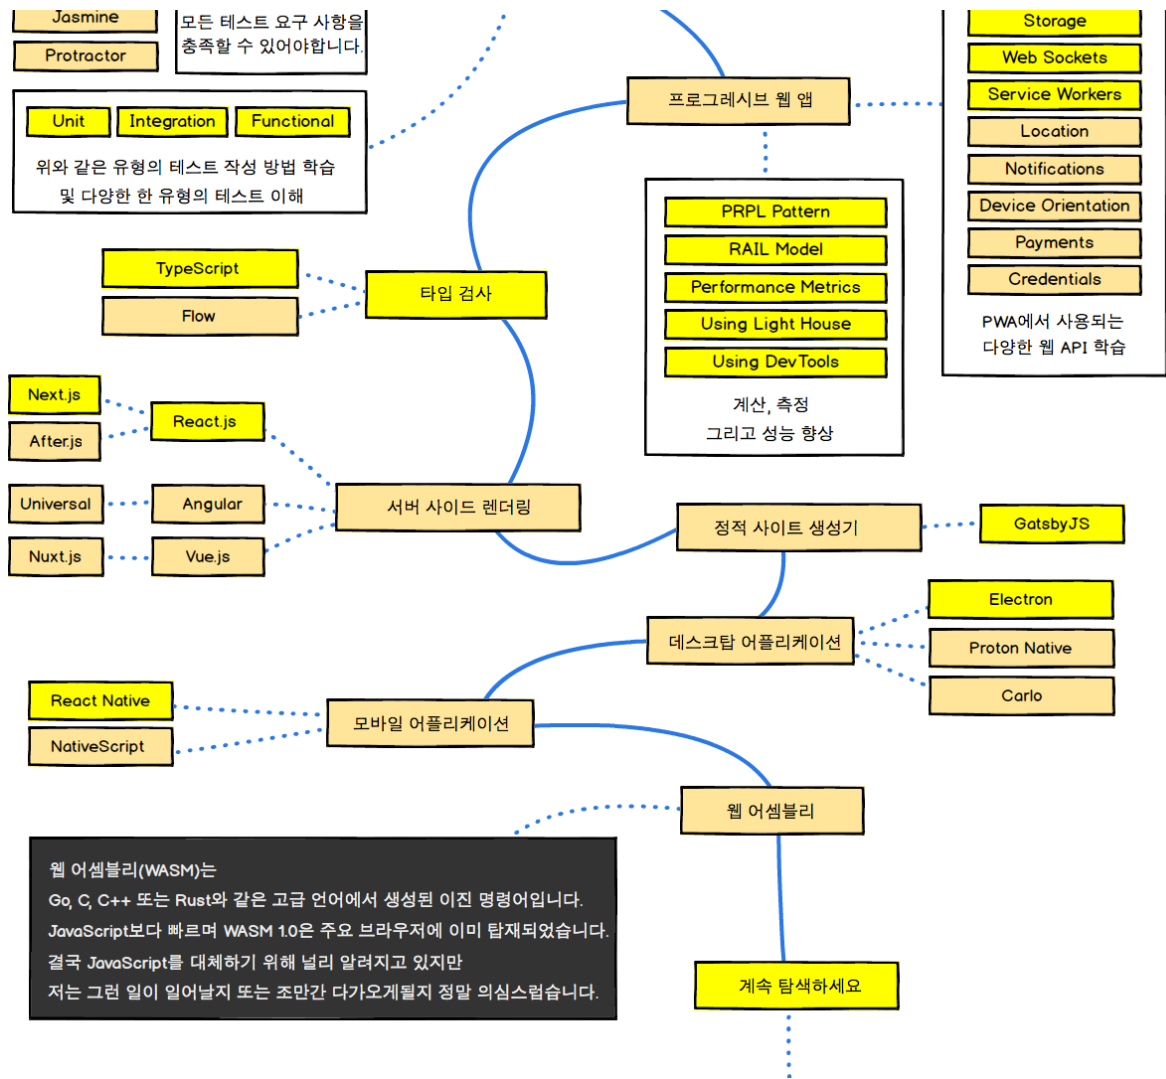 Jasmine
Protractor
모든 테스트 요구 사항을
충족할 수 있어야합니다.
Unit
Integration
Functional
위와 같은 유형의 테스트 작성 방법 학습
및 다양한 한 유형의 테스트 이해
프로그레시브 웹 앱
Storage
Web Sockets
Service Workers
Location
Notifications
Device Orientation
Payments
Credentials
PWA에서 사용되는
다양한 웹 API 학습
PRPL Pattern
RAIL Model
Performance Metrics
Using Light House
Using DevTools
계산, 측정
그리고 성능 향상
TypeScript
Flow
타입 검사
Next.js
After.js
React.js
Universal
Angular
Nuxt.js
Vue.js
서버 사이드 렌더링
정적 사이트 생성기
GatsbyJS
데스크탑 어플리케이션
Electron
Proton Native
Carlo
React Native
NativeScript
모바일 어플리케이션
웹 어셈블리
웹 어셈블리(WASM)는
Go, C, C++ 또는 Rust와 같은 고급 언어에서 생성된 이진 명령어입니다.
JavaScript보다 빠르며 WASM 1.0은 주요 브라우저에 이미 탑재되었습니다.
결국 JavaScript를 대체하기 위해 널리 알려지고 있지만
저는 그런 일이 일어날지 또는 조만간 다가오게될지 정말 의심스럽습니다.
계속 탐색하세요